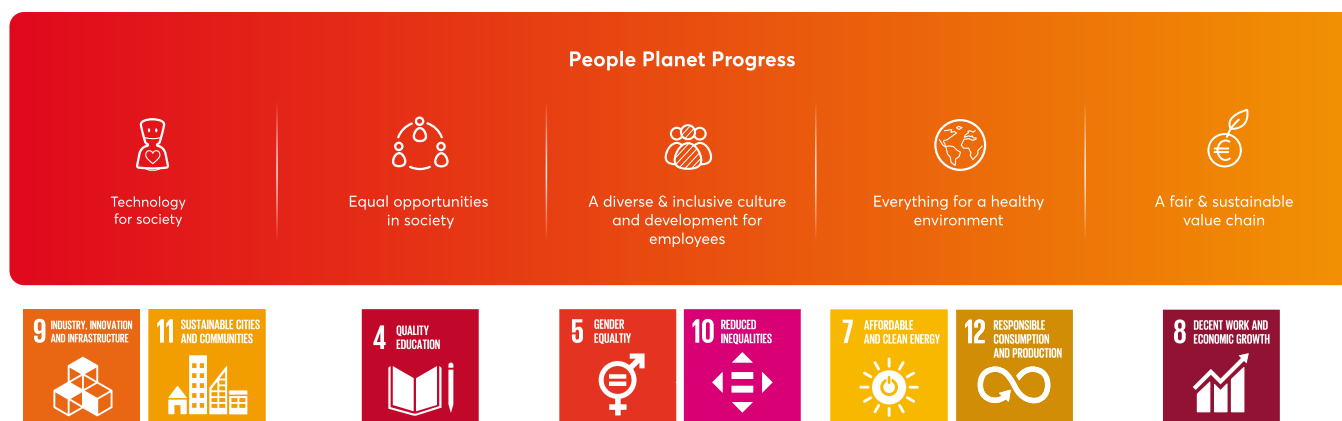 People Planet Progress
Technology
for society
Equal opportunities
in society
A diverse & inclusive culture
and development for
employees
Everything for a healthy
environment
€
A fair & sustainable
value chain
9 INDUSTRY, INNOVATION
AND INFRASTRUCTURE
11 SUSTAINABLE CITIES
AND COMMUNITIES
4 QUALITY
EDUCATION
5 GENDER
EQUALTIY
10 REDUCED
INEQUALITIES
7 AFFORDABLE
AND CLEAN ENERGY
12 RESPONSIBLE
CONSUMPTION
AND PRODUCTION
8 DECENT WORK AND
ECONOMIC GROWTH